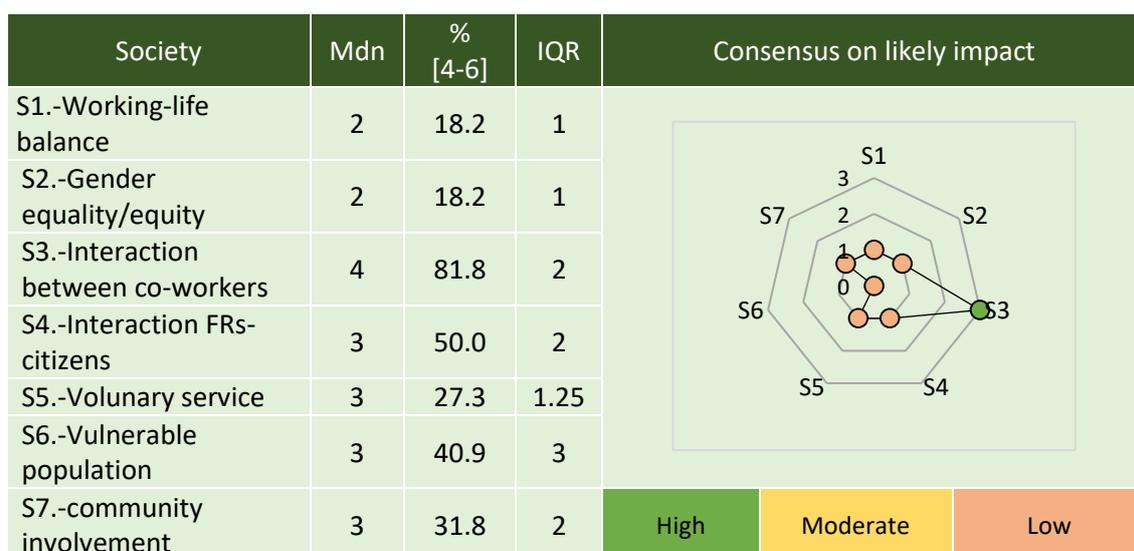 Society Mdn % [4-6] IQR Consensus on likely impact
S1.-Working-life
balance 2 18.2 1
S2.-Gender
equality/equity 2 18.2 1
S3.-Interaction
between co-workers 4 81.8 2
S4.-Interaction FRs-
citizens 3 50.0 2
S5.-Volunary service 3 27.3 1.25
S6.-Vulnerable
population 3 40.9 3
S7.-community
involvement 3 31.8 2
S1
3
S7 2 S2
1
0
S6 S3
S5 S4
High Moderate Low